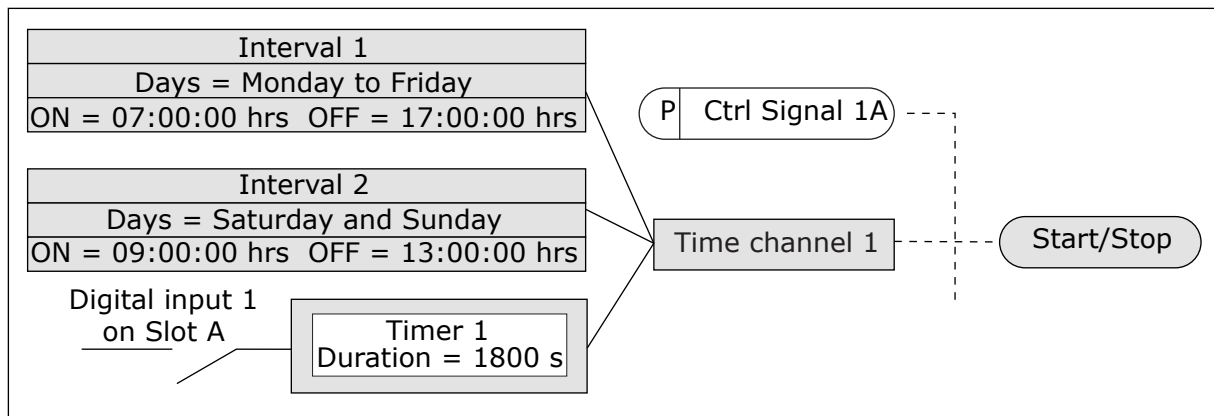 Interval 1
Days = Monday to Friday
ON = 07:00:00 hrs OFF = 17:00:00 hrs
P Ctrl Signal 1A
Interval 2
Days = Saturday and Sunday
ON = 09:00:00 hrs OFF = 13:00:00 hrs
Time channel 1
Start/Stop
Digital input 1
on Slot A
Timer 1
Duration = 1800 s